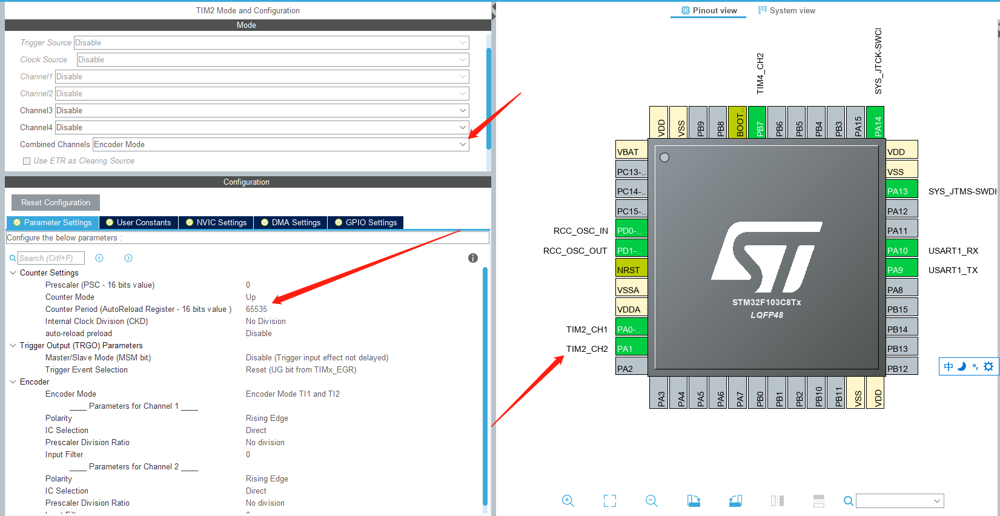 TIM2 Mode and Configuration
Mode
Trigger Source Disable
Clock Source Disable
Channel1 Disable
Channel2 Disable
Channel3 Disable
Channel4 Disable
Combined Channels Encoder Mode
Use ETR as Clearing Source
Configuration
Reset Configuration
Parameter Settings
User Constants
NVIC Settings
DMA Settings
GPIO Settings
Configure the below parameters :
Search (Crtl+F)
Counter Settings
Prescaler (PSC - 16 bits value) 0
Counter Mode Up
Counter Period (AutoReload Register - 16 bits value ) 65535
Internal Clock Division (CKD) No Division
auto-reload preload Disable
Trigger Output (TRGO) Parameters
Master/Slave Mode (MSM bit) Disable (Trigger input effect not delayed)
Trigger Event Selection Reset (UG bit from TIMx_EGR)
Encoder
Encoder Mode Encoder Mode TI1 and TI2
____ Parameters for Channel 1 ____
Polarity Rising Edge
IC Selection Direct
Prescaler Division Ratio No division
Input Filter 0
____ Parameters for Channel 2 ____
Polarity Rising Edge
IC Selection Direct
Prescaler Division Ratio No division
Pinout view
System view
TIM4_CH2
SYS_JTCK-SWCl
VDD
VSS
PB9
PB8
BOOT..
PB7
PB6
PB5
PB4
PB3
PA15
PA14
VBAT
PC13-..
PC14-..
PC15-..
RCC_OSC_IN PD0-..
RCC_OSC_OUT PD1-..
NRST
VSSA
VDDA
TIM2_CH1 PA0-..
TIM2_CH2 PA1
PA2
STM32F103C8Tx
LQFP48
VDD
VSS
PA13 SYS_JTMS-SWDI
PA12
PA11
PA10 USART1_RX
PA9 USART1_TX
PA8
PB15
PB14
PB13
PB12
PA3
PA4
PA5
PA6
PA7
PB0
PB1
PB2
PB10
PB11
VSS
VDD
中